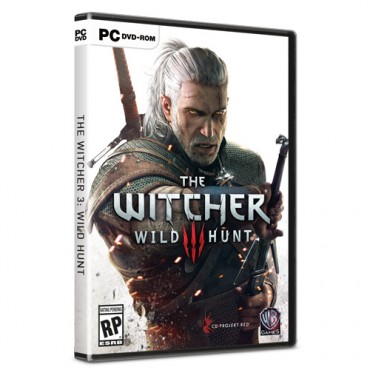 PC
DVD
THE WITCHER 3: WILD HUNT
PC DVD-ROM
THE
WITCHER
WILD III HUNT
RATING PENDING
RP
ESRB
CD PROJEKT RED
WB
GAMES